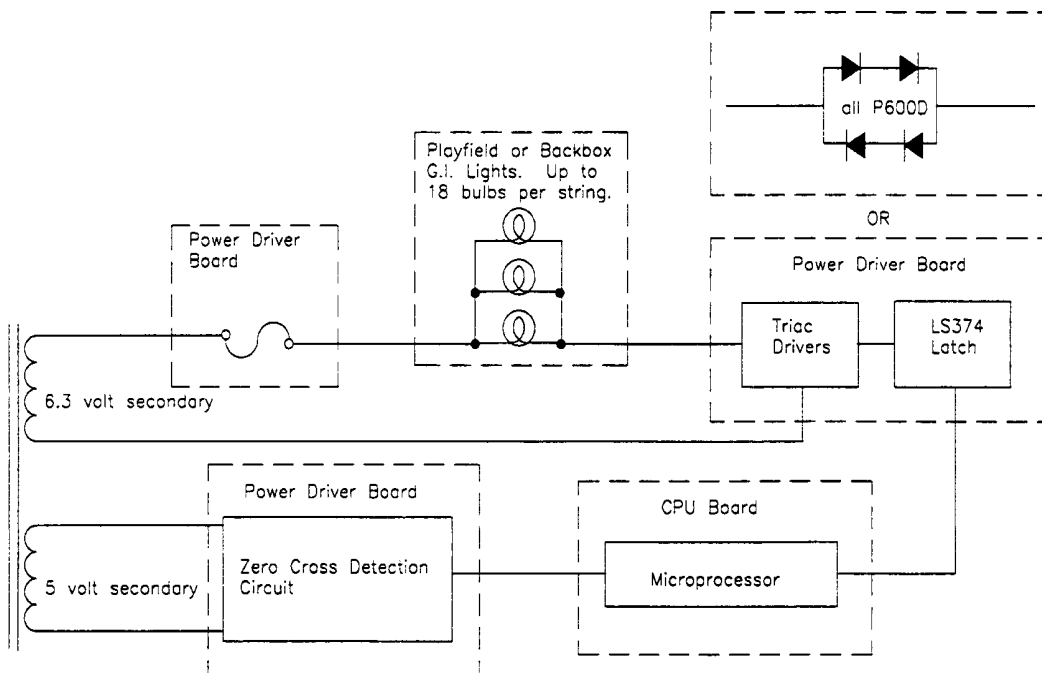 all P600D
OR
Playfield or Backbox
G.I. Lights. Up to
18 bulbs per string.
Power Driver
Board
Power Driver Board
Triac
Drivers
LS374
Latch
6.3 volt secondary
Power Driver Board
Zero Cross Detection
Circuit
5 volt secondary
CPU Board
Microprocessor